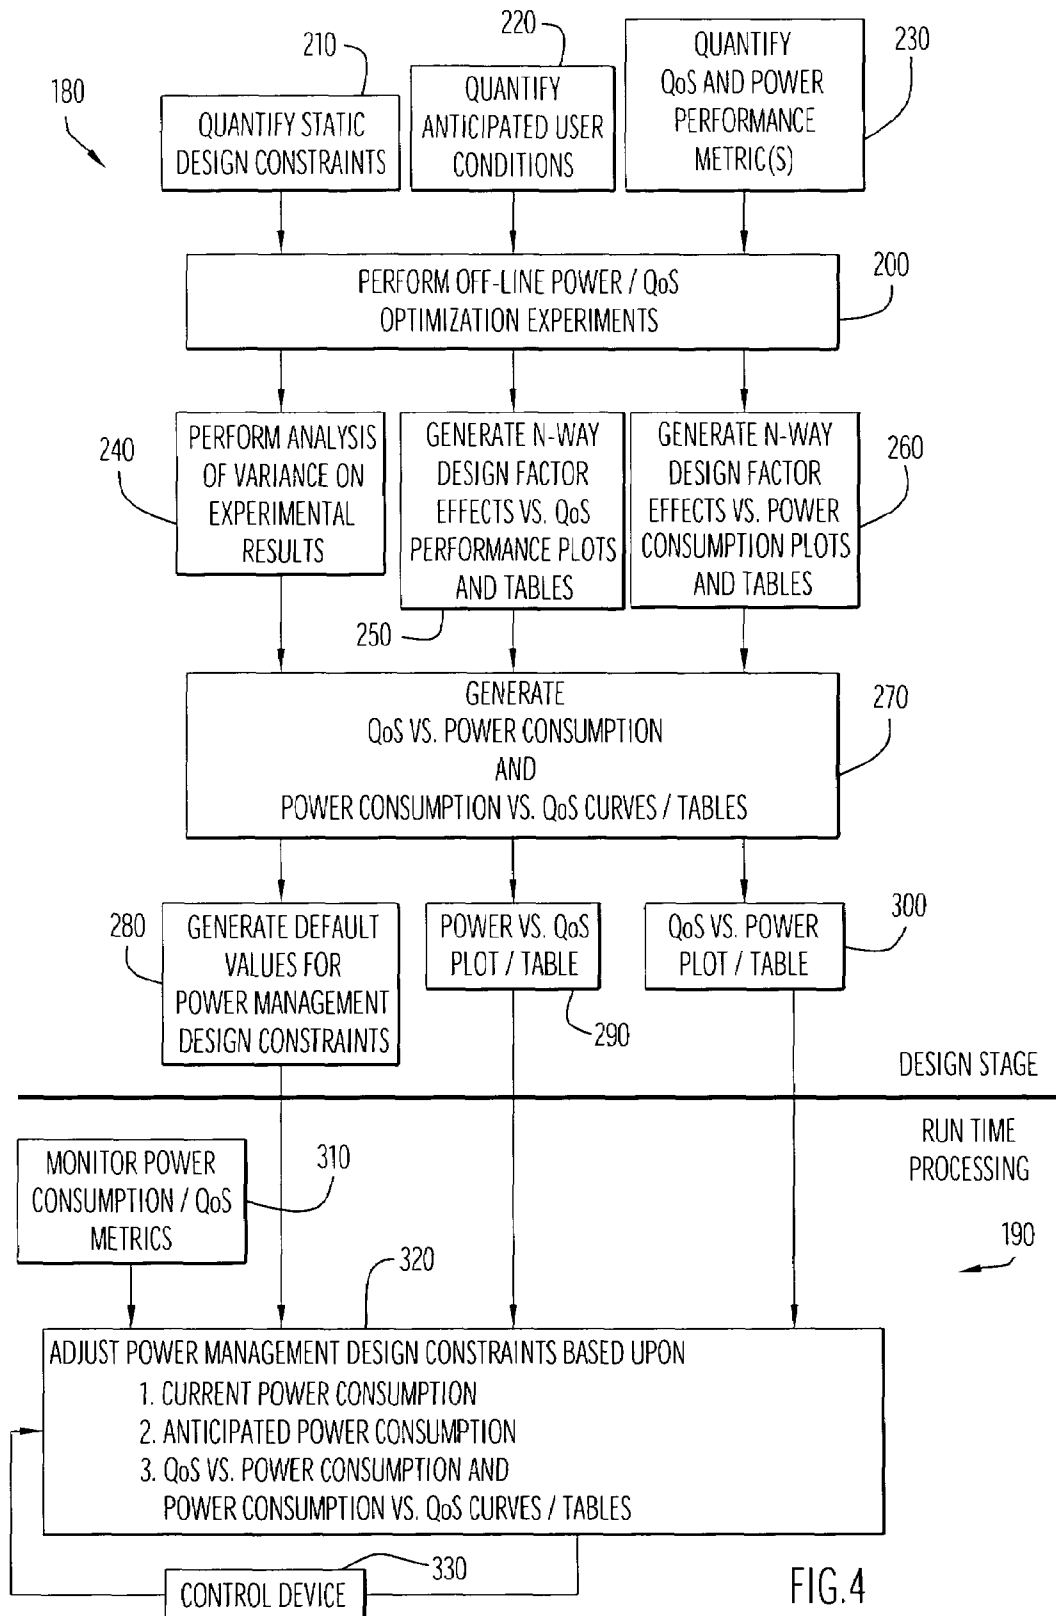 180
210
QUANTIFY STATIC
DESIGN CONSTRAINTS
220
QUANTIFY
ANTICIPATED USER
CONDITIONS
QUANTIFY
QoS AND POWER
PERFORMANCE
METRIC(S)
230
PERFORM OFF-LINE POWER / QoS
OPTIMIZATION EXPERIMENTS
200
240
PERFORM ANALYSIS
OF VARIANCE ON
EXPERIMENTAL
RESULTS
GENERATE N-WAY
DESIGN FACTOR
EFFECTS VS. QoS
PERFORMANCE PLOTS
AND TABLES
250
GENERATE N-WAY
DESIGN FACTOR
EFFECTS VS. POWER
CONSUMPTION PLOTS
AND TABLES
260
GENERATE
QoS VS. POWER CONSUMPTION
AND
POWER CONSUMPTION VS. QoS CURVES / TABLES
270
280
GENERATE DEFAULT
VALUES FOR
POWER MANAGEMENT
DESIGN CONSTRAINTS
POWER VS. QoS
PLOT / TABLE
290
QoS VS. POWER
PLOT / TABLE
300
DESIGN STAGE
RUN TIME
PROCESSING
MONITOR POWER
CONSUMPTION / QoS
METRICS
310
190
320
ADJUST POWER MANAGEMENT DESIGN CONSTRAINTS BASED UPON
1. CURRENT POWER CONSUMPTION
2. ANTICIPATED POWER CONSUMPTION
3. QoS VS. POWER CONSUMPTION AND
POWER CONSUMPTION VS. QoS CURVES / TABLES
330
CONTROL DEVICE
FIG.4